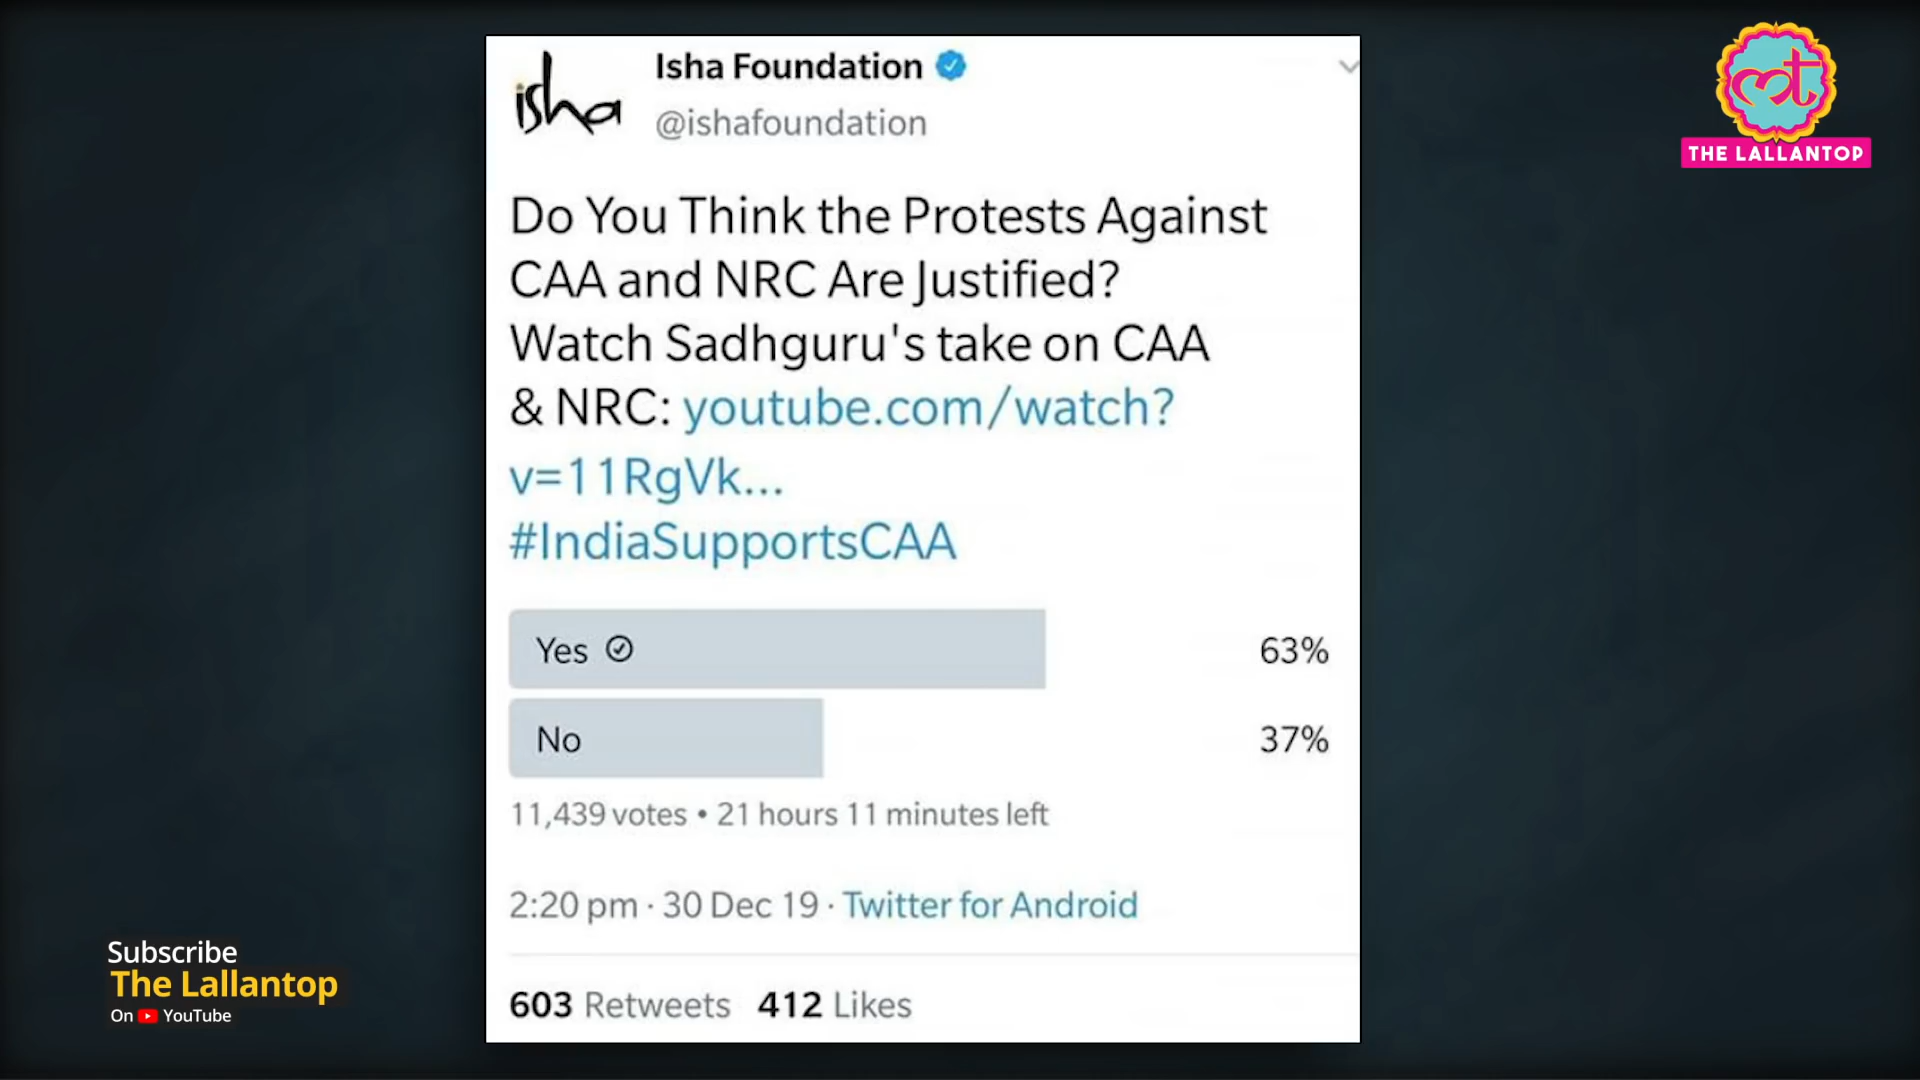 isha
Isha Foundation
@ishafoundation
Do You Think the Protests Against
CAA and NRC Are Justified?
Watch Sadhguru's take on CAA
& NRC: youtube.com/watch?
v=11RgVk...
#IndiaSupportsCAA
Yes 63%
No 37%
11,439 votes • 21 hours 11 minutes left
2:20 pm · 30 Dec 19 · Twitter for Android
603 Retweets 412 Likes
THE LALLANTOP
Subscribe
The Lallantop
On YouTube